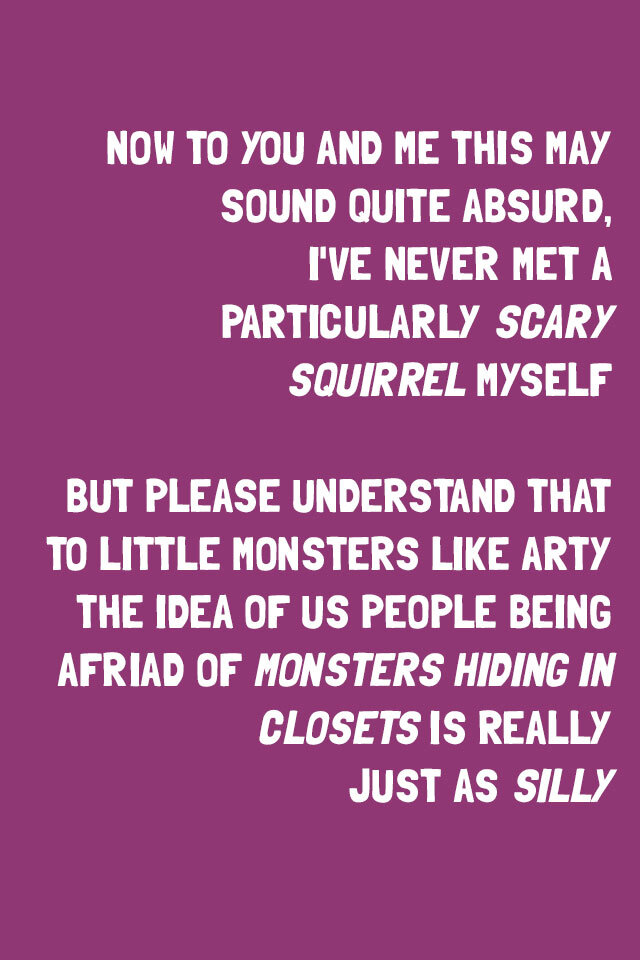 NOW TO YOU AND ME THIS MAY
SOUND QUITE ABSURD,
I'VE NEVER MET A
PARTICULARLY SCARY
SQUIRREL MYSELF
BUT PLEASE UNDERSTAND THAT
TO LITTLE MONSTERS LIKE ARTY
THE IDEA OF US PEOPLE BEING
AFRIAD OF MONSTERS HIDING IN
CLOSETS IS REALLY
JUST AS SILLY